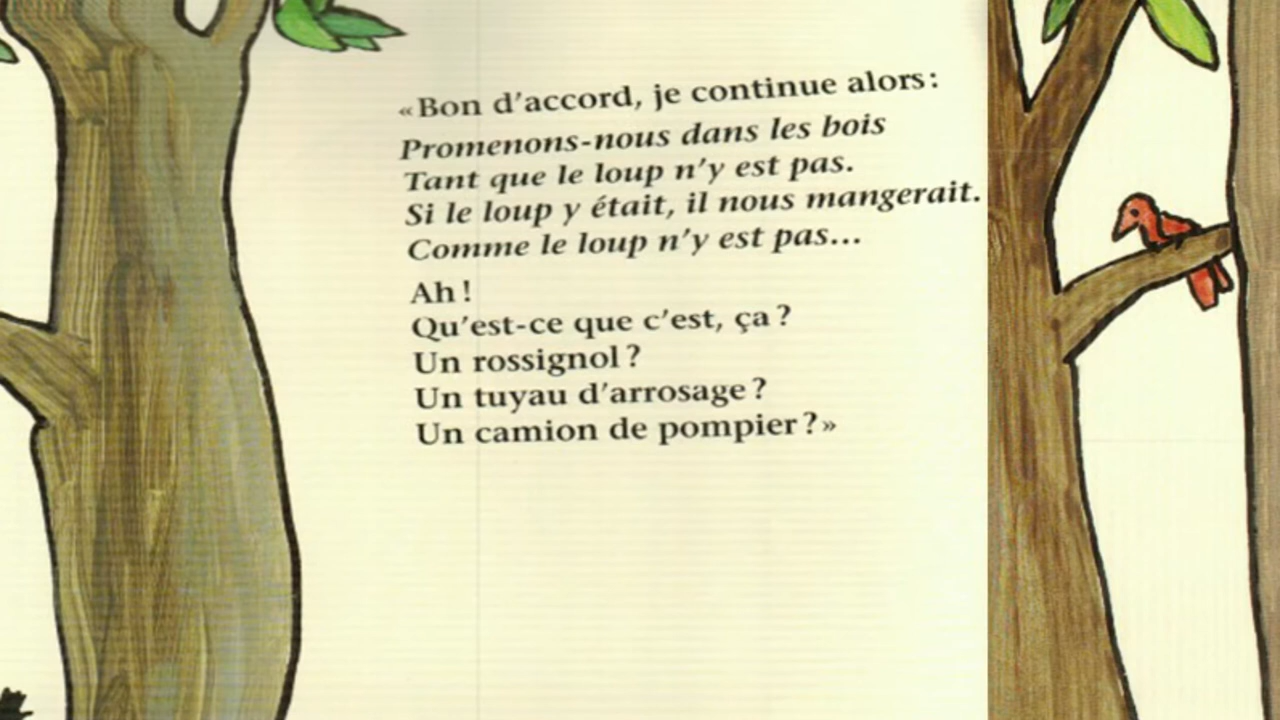 «Bon d'accord, je continue alors :
Promenons-nous dans les bois
Tant que le loup n'y est pas.
Si le loup y était, il nous mangerait.
Comme le loup n'y est pas...
Ah !
Qu'est-ce que c'est, ça ?
Un rossignol ?
Un tuyau d'arrosage ?
Un camion de pompier ?»